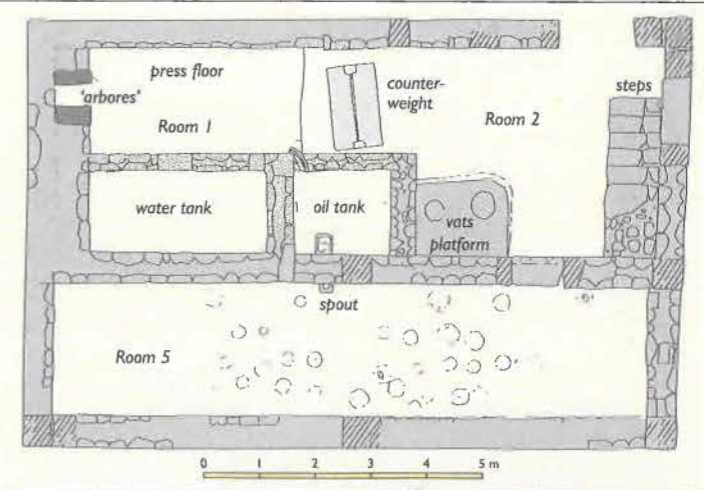 press floor
'arbores'
Room 1
counter-
weight
Room 2
steps
water tank
oil tank
vats
platform
spout
Room 5
0 1 2 3 4 5 m